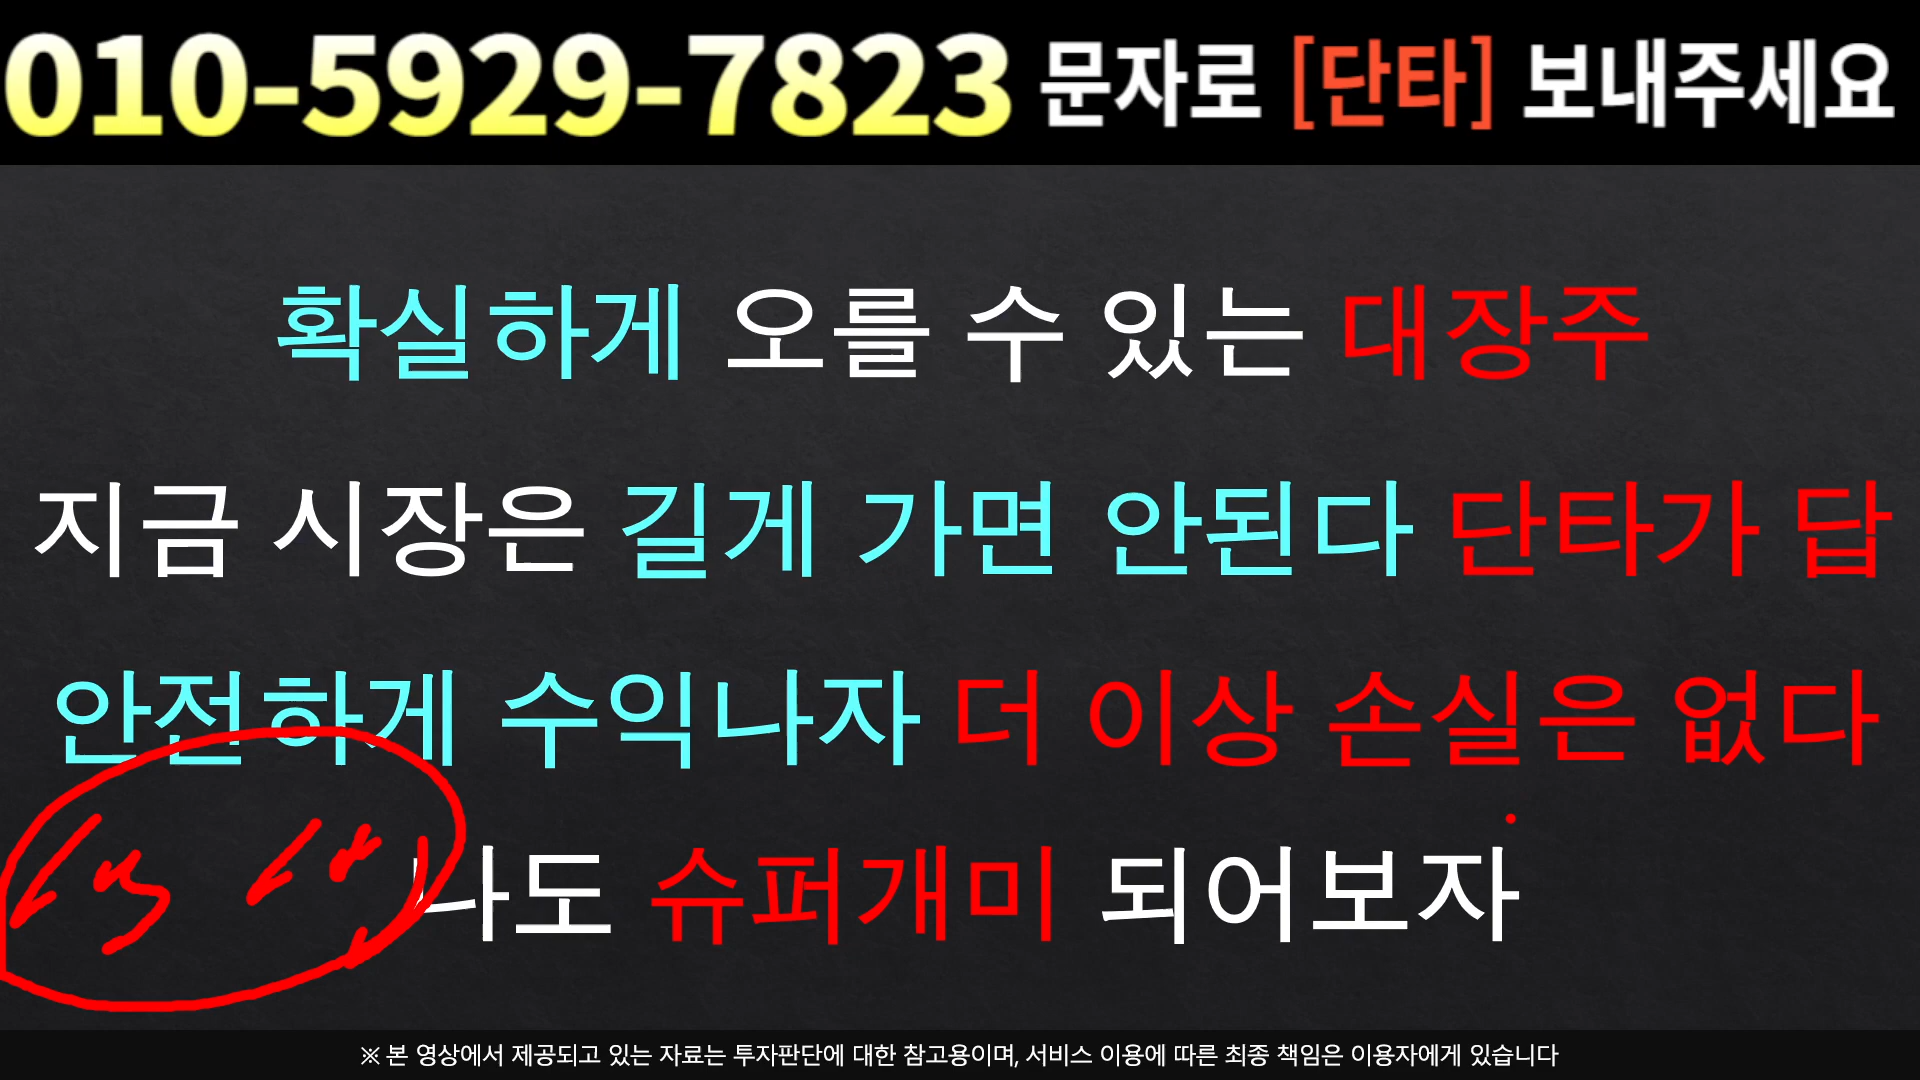 010-5929-7823 문자로 [단타] 보내주세요
확실하게 오를 수 있는 대장주
지금 시장은 길게 가면 안된다 단타가 답
안전하게 수익나자 더 이상 손실은 없다
나도 슈퍼개미 되어보자
※ 본 영상에서 제공되고 있는 자료는 투자판단에 대한 참고용이며, 서비스 이용에 따른 최종 책임은 이용자에게 있습니다